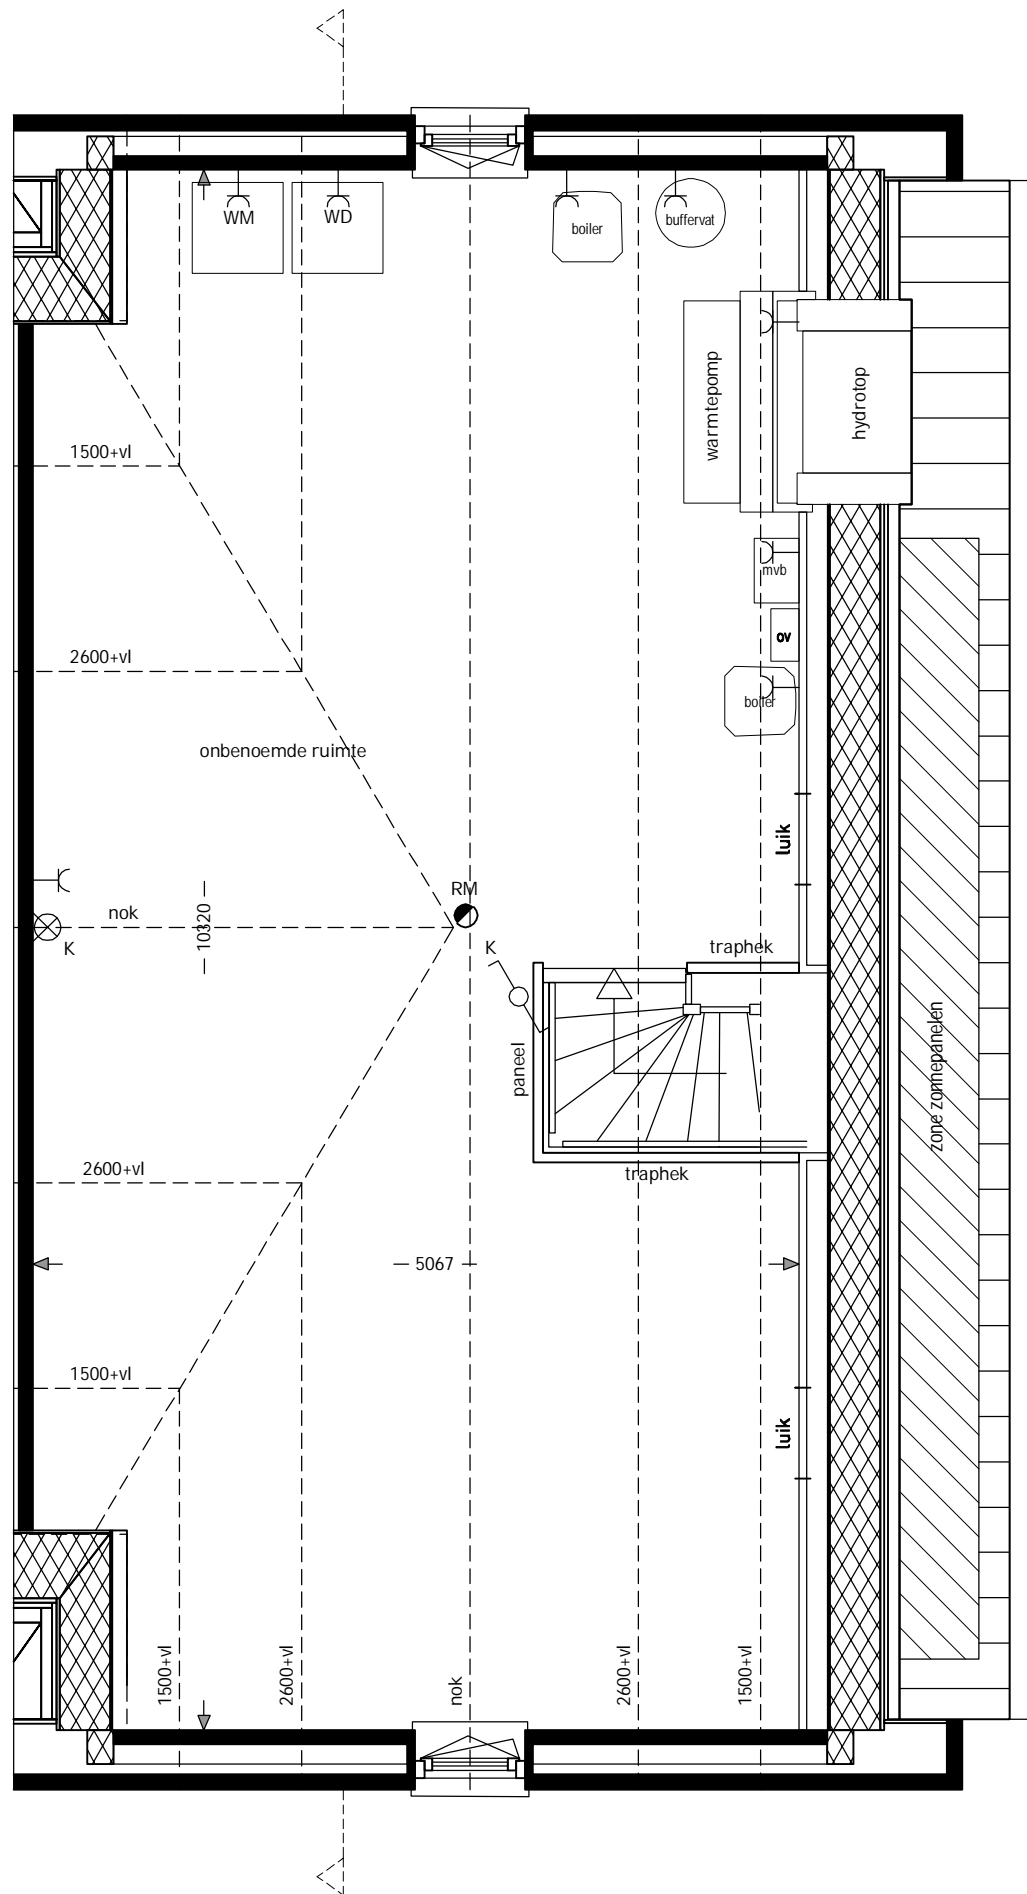 WM
WD
boiler
buffervat
warmtepomp
hydrotop
1500+vl
mvb
ov
2600+vl
boiler
onbenoemde ruimte
luik
RM
nok
10320
K
K
traphek
paneel
zone zonnepanelen
2600+vl
traphek
5067
1500+vl
luik
1500+vl
2600+vl
nok
2600+vl
1500+vl